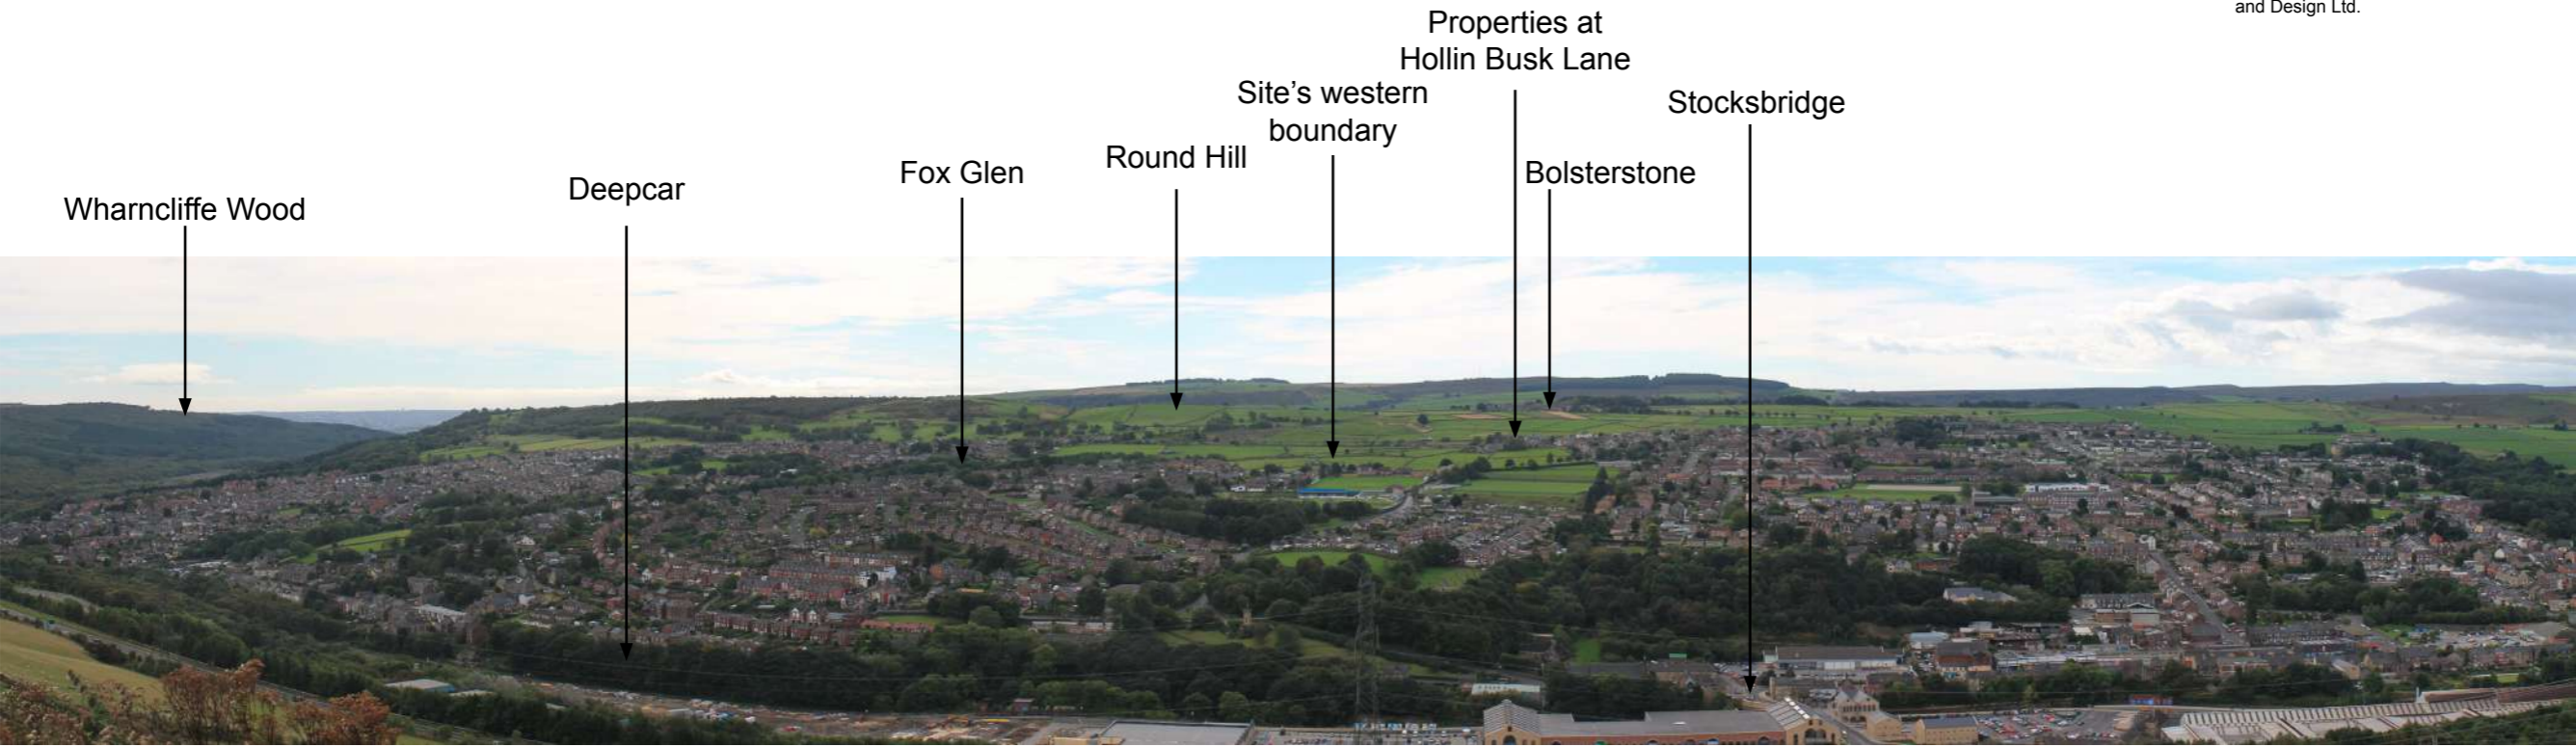 and Design Ltd.
Properties at
Hollin Busk Lane
Site’s western
boundary
Stocksbridge
Round Hill
Fox Glen
Bolsterstone
Deepcar
Wharncliffe Wood